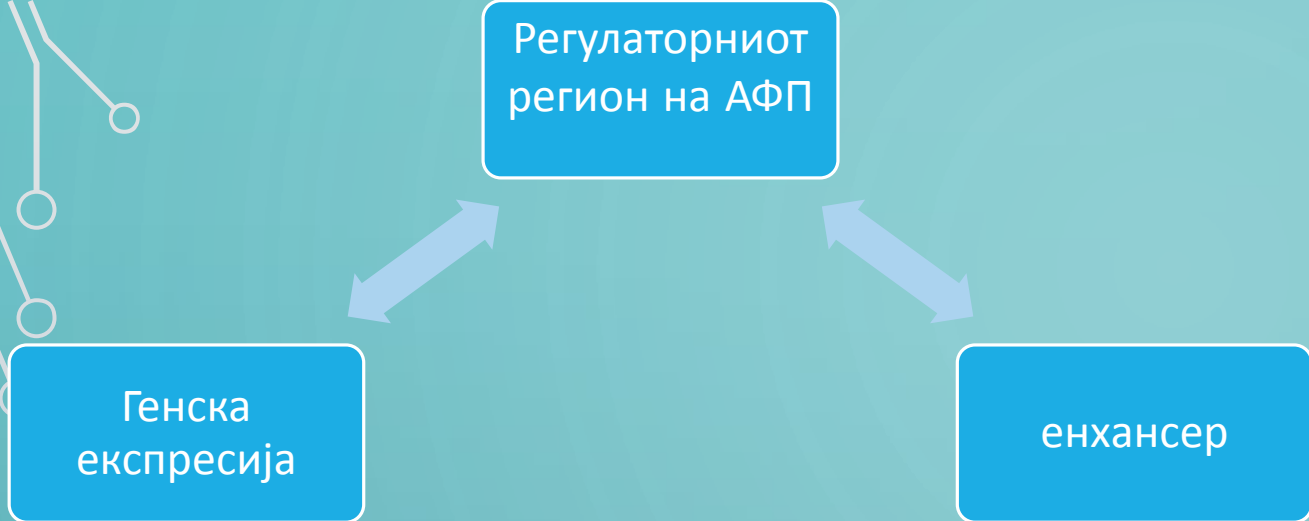 Регулаторниот
регион на АФП
Генска
експресија
енхансер